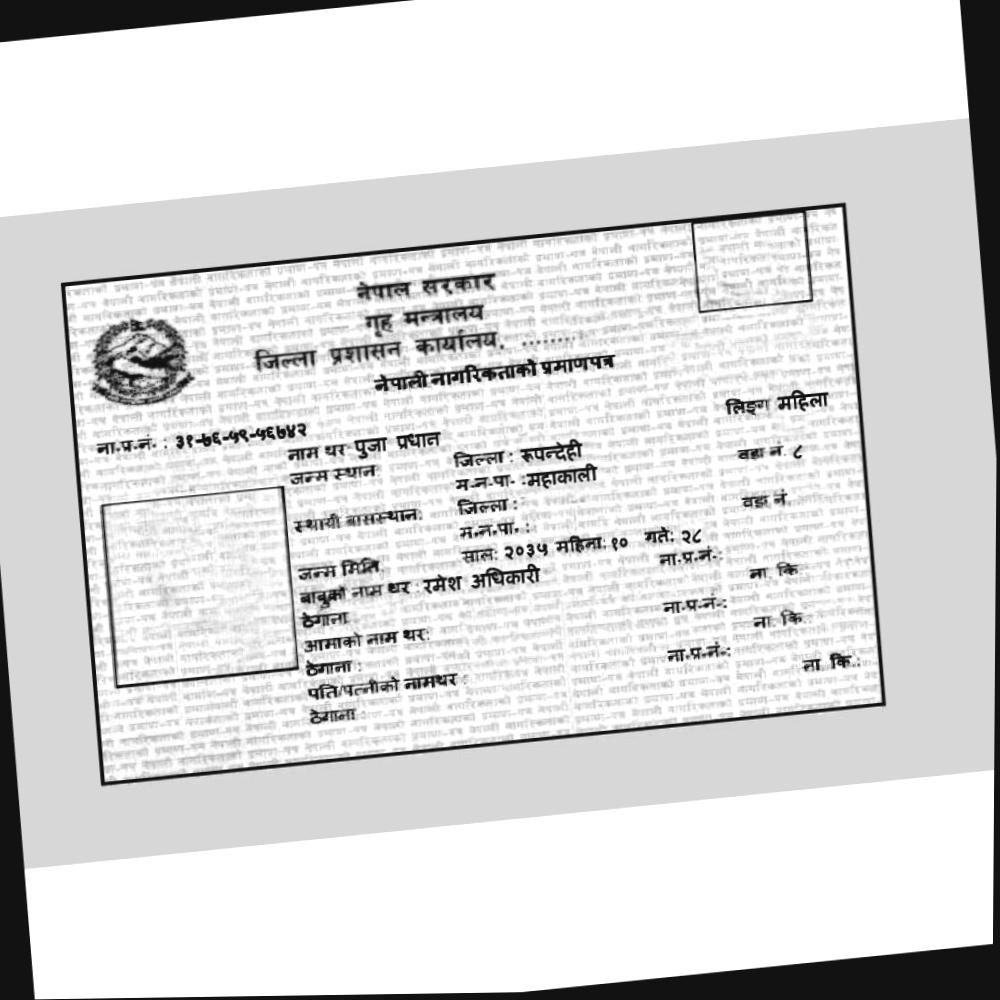 नेपाल सरकार
गृह मन्त्रालय
जिल्ला प्रशासन कार्यालय, ........
नेपाली नागरिकताको प्रमाणपत्र
लिङ्ग महिला
ना.प्र.नं. : ३१-७६-५९-५६७४२
नाम थर पुजा प्रधान
जन्म स्थान: जिल्ला : रूपन्देही
म.न.पा. :महाकाली वडा नं. ८
स्थायी बासस्थान: जिल्ला :
म.न.पा. : वडा नं.
जन्म मिति: साल: २०३५ महिना: १० गते: २८
बाबुको नाम थर : रमेश अधिकारी ना.प्र.नं.:
ठेगाना ना. कि.
आमाको नाम थर: ना.प्र.नं.:
ठेगाना : ना. कि.:
पति/पत्नीको नामथर : ना.प्र.नं.:
ठेगाना ना. कि.: